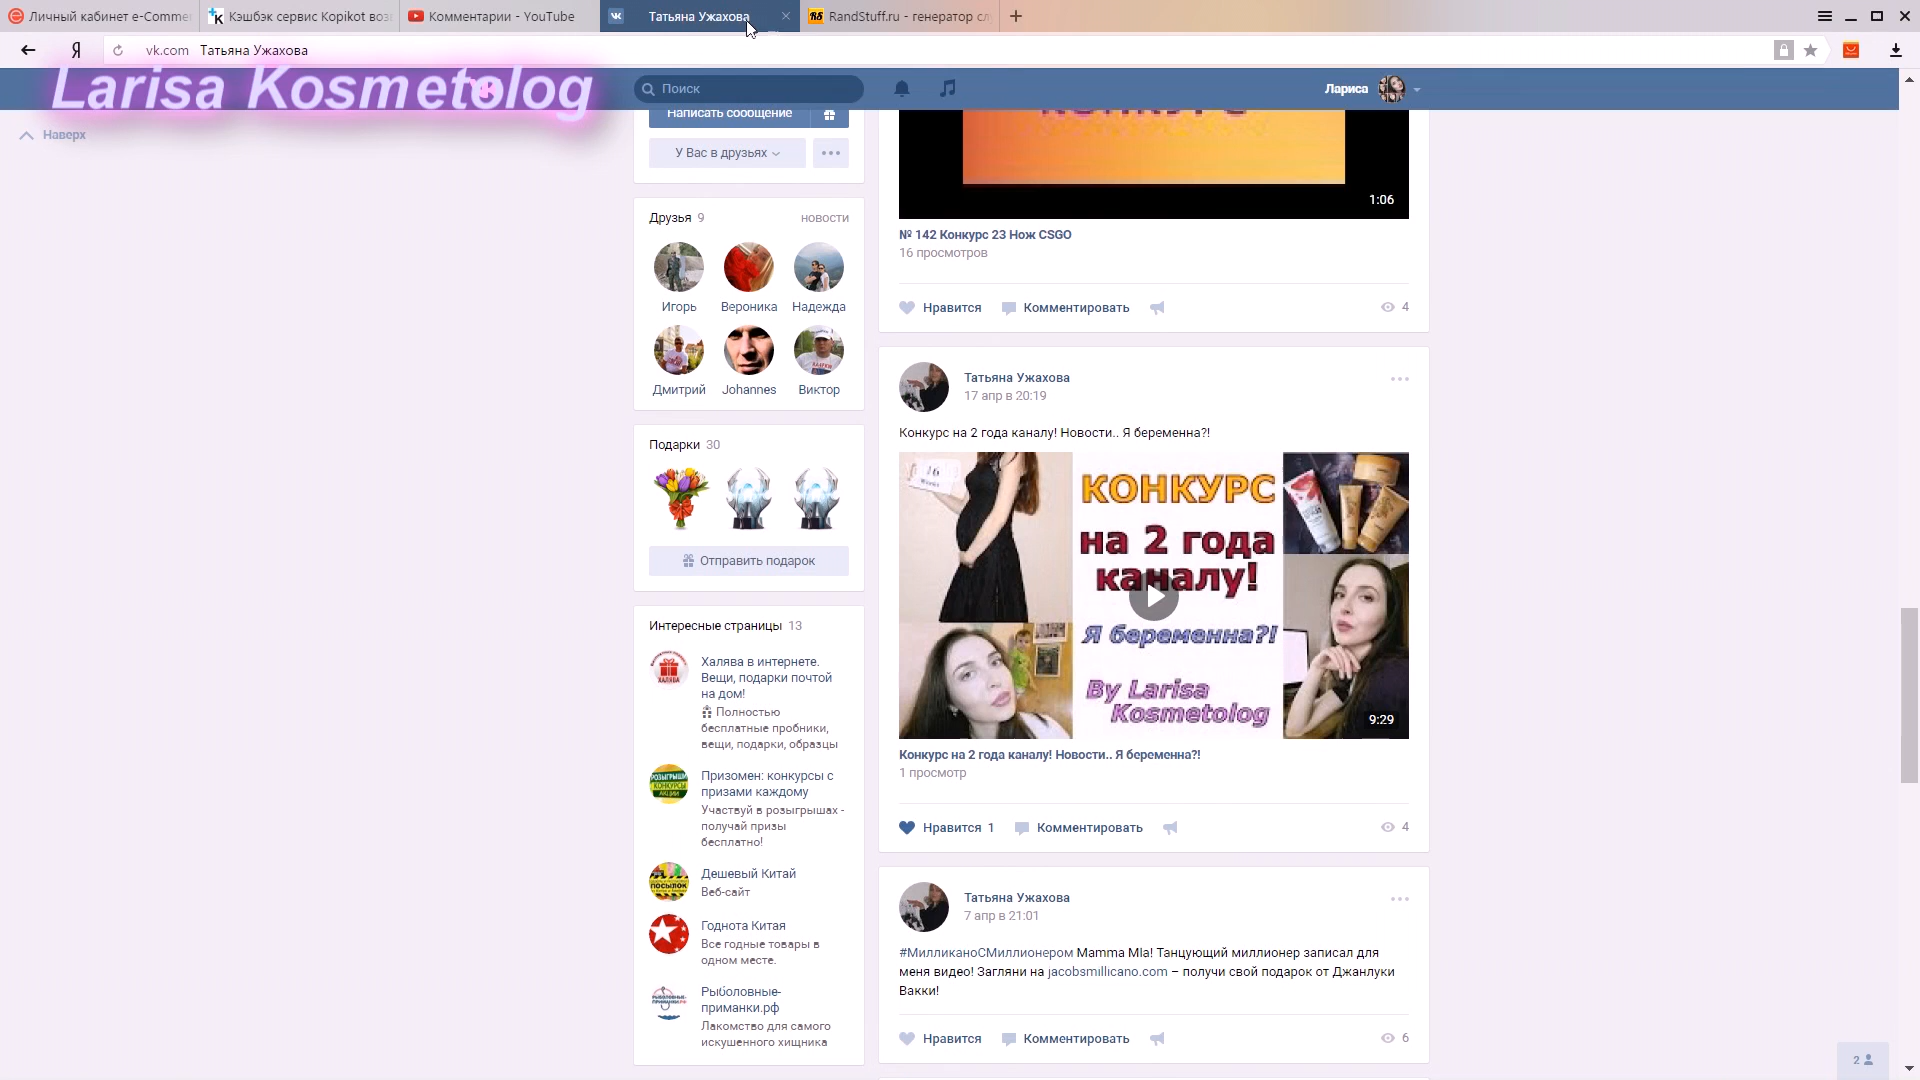 Личный кабинет e-Comme
Кэшбэк сервис Kopikot воз
Комментарии - YouTube
Татьяна Ужахова
RandStuff.ru - генератор сл
vk.com Татьяна Ужахова
Larisa Kosmetolog
Поиск
Лариса
Наверх
Написать сообщение
У Вас в друзьях
Друзья 9
новости
Игорь
Вероника
Надежда
Дмитрий
Johannes
Виктор
Подарки 30
Отправить подарок
Интересные страницы 13
Халява в интернете.
Вещи, подарки почтой
на дом!
Полностью
бесплатные пробники,
вещи, подарки, образцы
Призомен: конкурсы с
призами каждому
Участвуй в розыгрышах -
получай призы
бесплатно!
Дешевый Китай
Веб-сайт
Годнота Китая
Все годные товары в
одном месте.
Рыболовные-
приманки.рф
Лакомство для самого
искушенного хищника
КОНКУРС
1:06
№ 142 Конкурс 23 Нож CSGO
16 просмотров
Нравится
Комментировать
4
Татьяна Ужахова
17 апр в 20:19
Конкурс на 2 года каналу! Новости.. Я беременна?!
КОНКУРС
на 2 года
каналу!
Я беременна?!
By Larisa
Kosmetolog
9:29
Конкурс на 2 года каналу! Новости.. Я беременна?!
1 просмотр
Нравится 1
Комментировать
4
Татьяна Ужахова
7 апр в 21:01
#МилликаноСМиллионером Mamma MIa! Танцующий миллионер записал для
меня видео! Загляни на jacobsmillicano.com – получи свой подарок от Джанлуки
Вакки!
Нравится
Комментировать
6
2